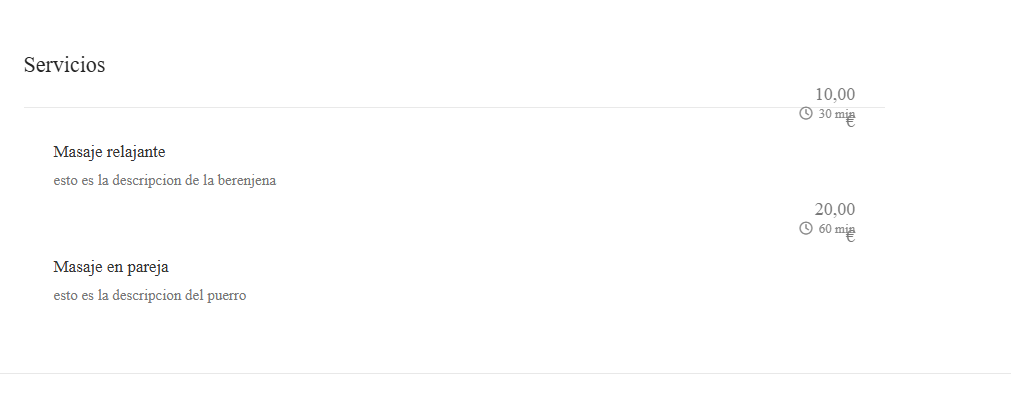 Servicios
10,00
30 min
€
Masaje relajante
esto es la descripcion de la berenjena
20,00
60 min
€
Masaje en pareja
esto es la descripcion del puerro